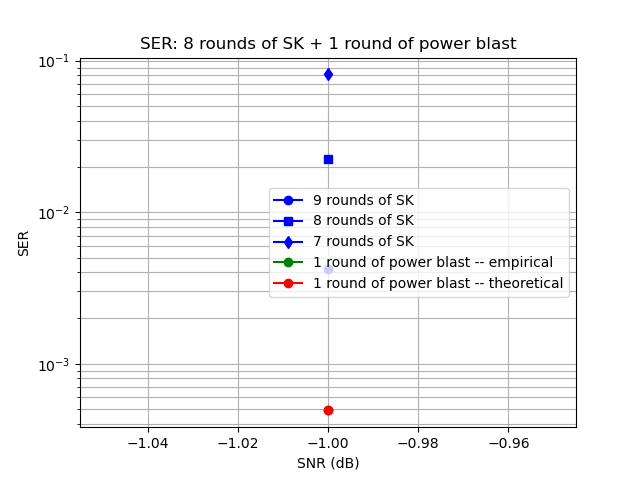 SER: 8 rounds of SK + 1 round of power blast
10⁻¹
10⁻²
10⁻³
SER
9 rounds of SK
8 rounds of SK
7 rounds of SK
1 round of power blast -- empirical
1 round of power blast -- theoretical
−1.04 −1.02 −1.00 −0.98 −0.96
SNR (dB)